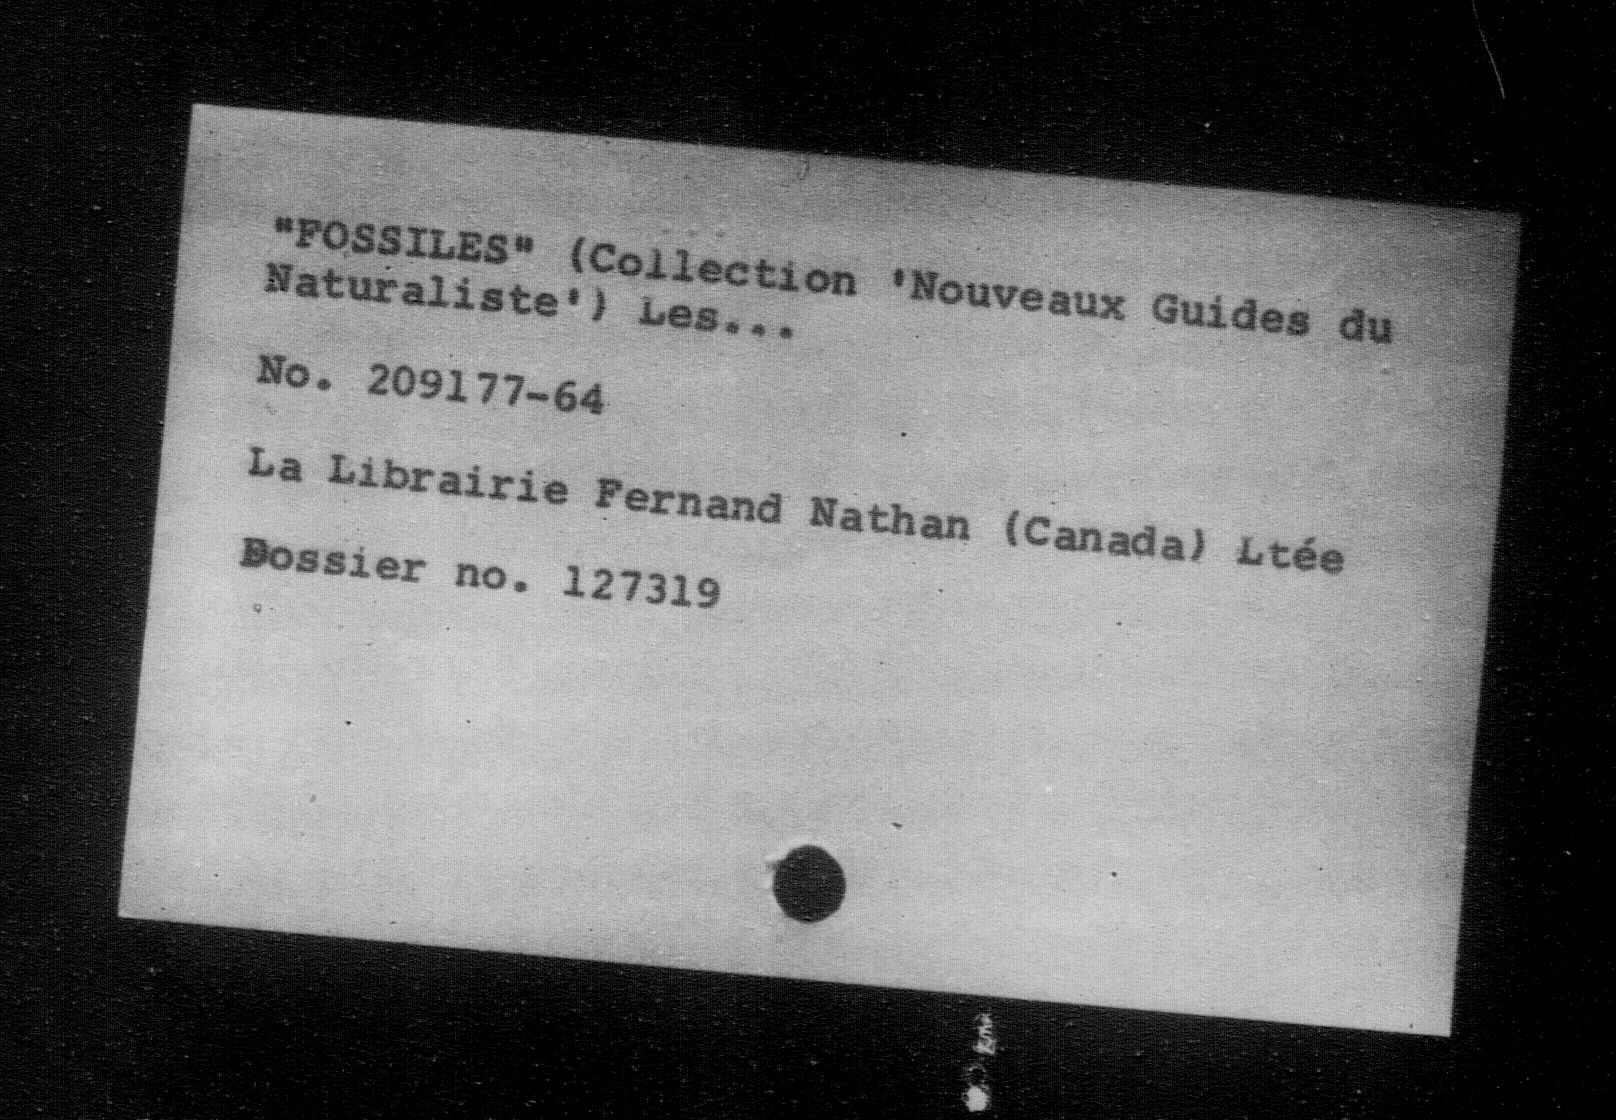 "FOSSILES" (Collection 'Nouveaux Guides du
Naturaliste') Les...
No. 209177-64
La Librairie Fernand Nathan (Canada) Ltée
Dossier no. 127319